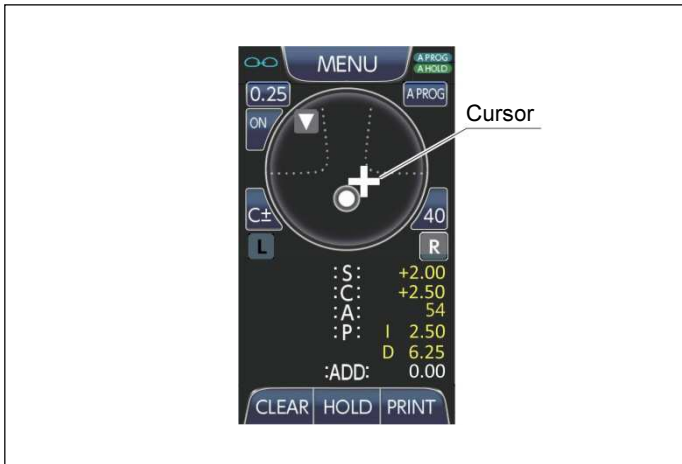 MENU
A PROG
A HOLD
0.25
A PROG
ON
Cursor
C±
40
L
R
:S: +2.00
:C: +2.50
:A: 54
:P: I 2.50
D 6.25
:ADD: 0.00
CLEAR HOLD PRINT